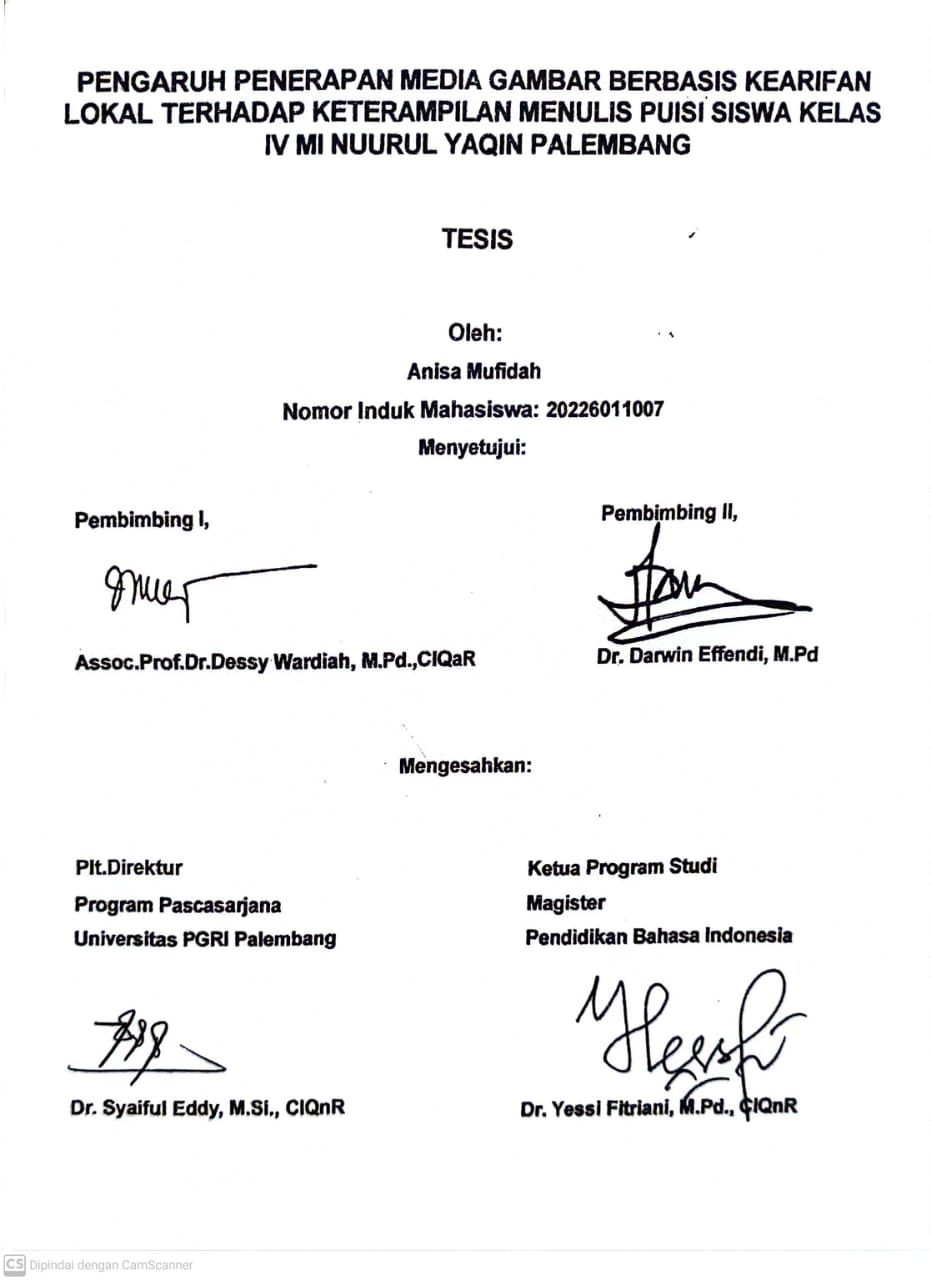 PENGARUH PENERAPAN MEDIA GAMBAR BERBASIS KEARIFAN
LOKAL TERHADAP KETERAMPILAN MENULIS PUISI SISWA KELAS
IV MI NUURUL YAQIN PALEMBANG
TESIS
Oleh:
Anisa Mufidah
Nomor Induk Mahasiswa: 20226011007
Menyetujui:
Pembimbing I,
Assoc.Prof.Dr.Dessy Wardiah, M.Pd.,CIQaR
Pembimbing II,
Dr. Darwin Effendi, M.Pd
Mengesahkan:
Plt.Direktur
Program Pascasarjana
Universitas PGRI Palembang
Dr. Syaiful Eddy, M.Si., CIQnR
Ketua Program Studi
Magister
Pendidikan Bahasa Indonesia
Dr. Yessi Fitriani, M.Pd., CIQnR
CS Dipindai dengan CamScanner